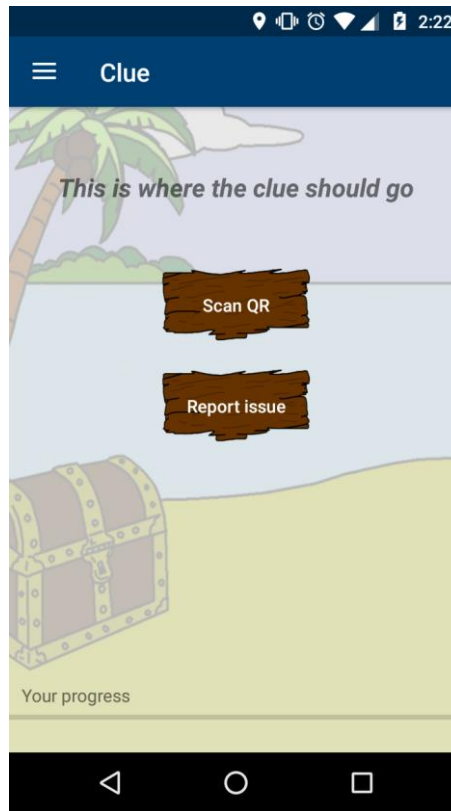 2:22
Clue
This is where the clue should go
Scan QR
Report issue
Your progress